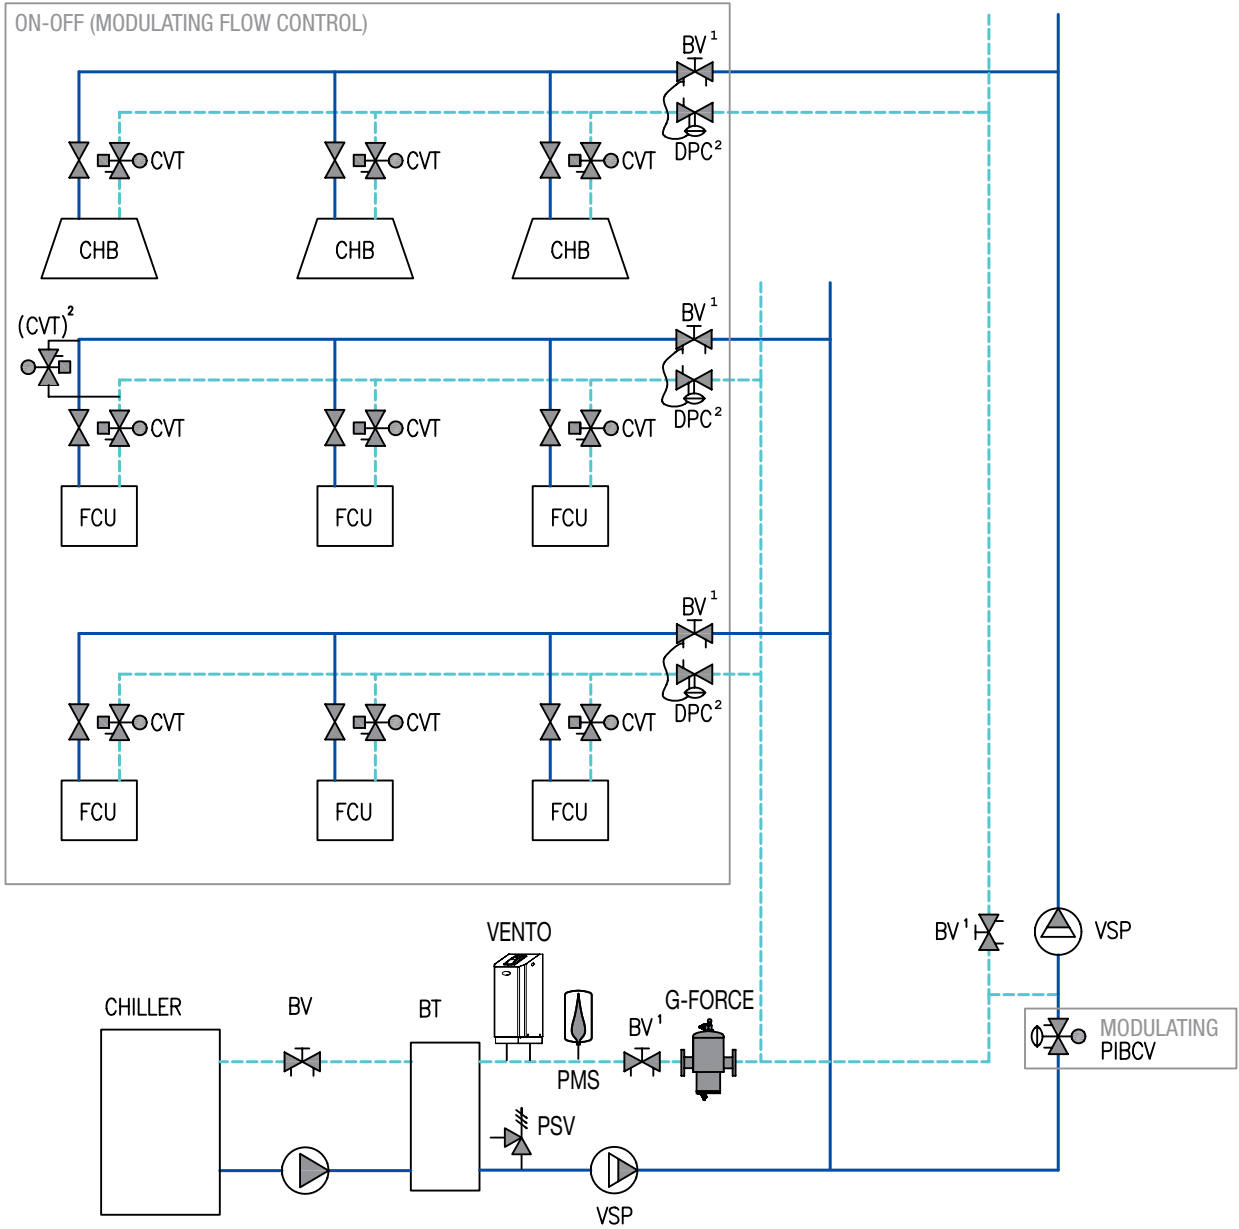 ON-OFF (MODULATING FLOW CONTROL)
BV¹
DPC²
CVT
CVT
CVT
CHB
CHB
CHB
(CVT)²
BV¹
DPC²
CVT
CVT
CVT
FCU
FCU
FCU
BV¹
DPC²
CVT
CVT
CVT
FCU
FCU
FCU
BV¹
VSP
VENTO
CHILLER
BV
BT
G-FORCE
BV¹
MODULATING
PIBCV
PMS
PSV
VSP